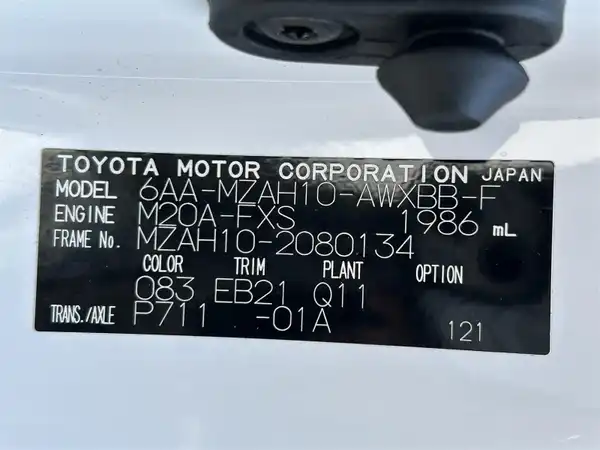 TOYOTA MOTOR CORPORATION JAPAN
MODEL 6AA-MZAH10-AWXBB-F
ENGINE M20A-FXS 1986 mL
FRAME No. MZAH10-2080134
COLOR TRIM PLANT OPTION
083 EB21 Q11
TRANS./AXLE P711 -01A 121